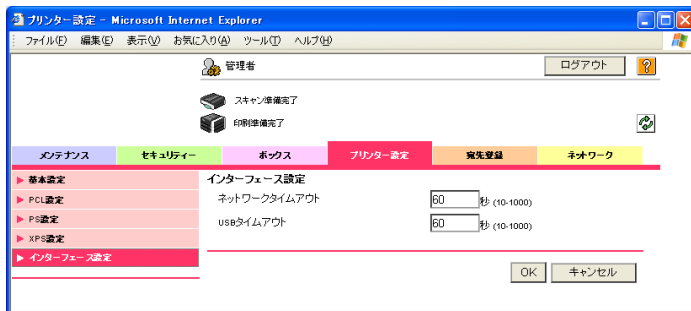 プリンター設定 - Microsoft Internet Explorer
ファイル(F) 編集(E) 表示(V) お気に入り(A) ツール(T) ヘルプ(H)
管理者
ログアウト
?
スキャン準備完了
印刷準備完了
メンテナンス セキュリティー ボックス プリンター設定 宛先登録 ネットワーク
基本設定
PCL設定
PS設定
XPS設定
インターフェース設定
インターフェース設定
ネットワークタイムアウト 60 秒 (10-1000)
USBタイムアウト 60 秒 (10-1000)
OK キャンセル